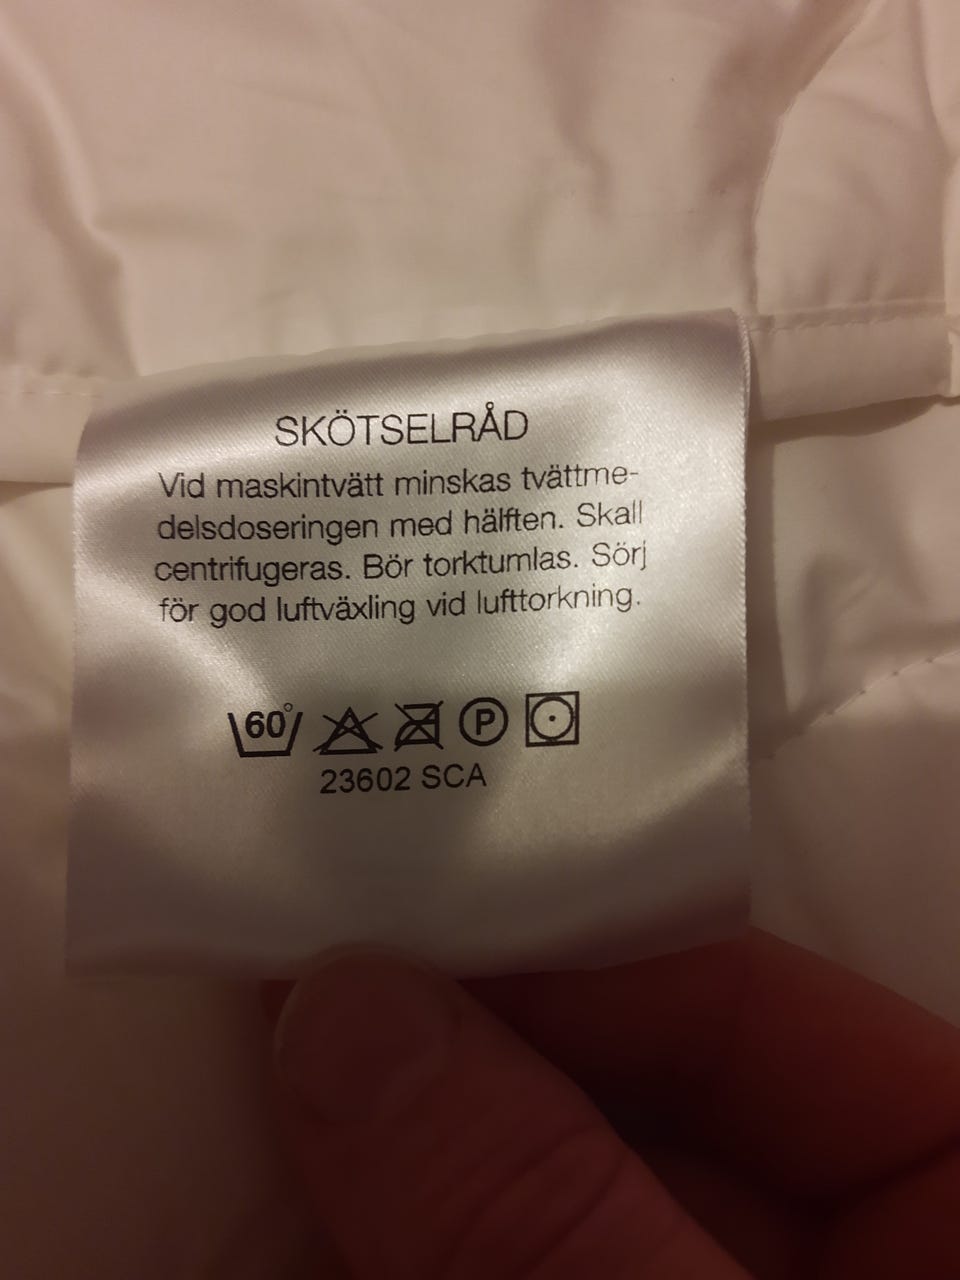 SKÖTSELRÅD
Vid maskintvätt minskas tvättme-
delsdoseringen med hälften. Skall
centrifugeras. Bör torktumlas. Sörj
för god luftväxling vid lufttorkning.
60° P
23602 SCA